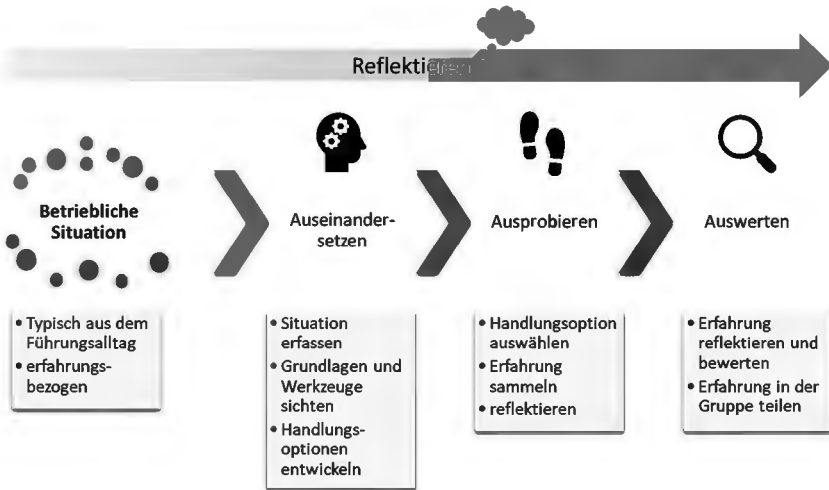 Reflektieren
Betriebliche
Situation
Auseinander-
setzen
Ausprobieren
Auswerten
• Typisch aus dem
Führungsalltag
• erfahrungs-
bezogen
• Situation
erfassen
• Grundlagen und
Werkzeuge
sichten
• Handlungs-
optionen
entwickeln
• Handlungsoption
auswählen
• Erfahrung
sammeln
• reflektieren
• Erfahrung
reflektieren und
bewerten
• Erfahrung in der
Gruppe teilen